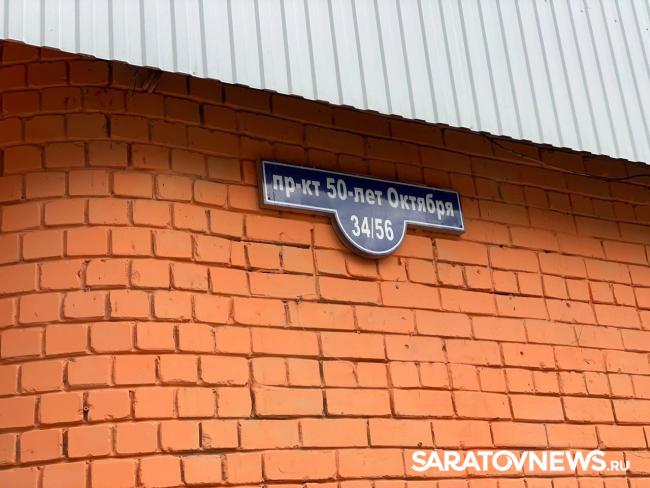 пр-кт 50-лет Октября
34/56
SARATOVNEWS.RU